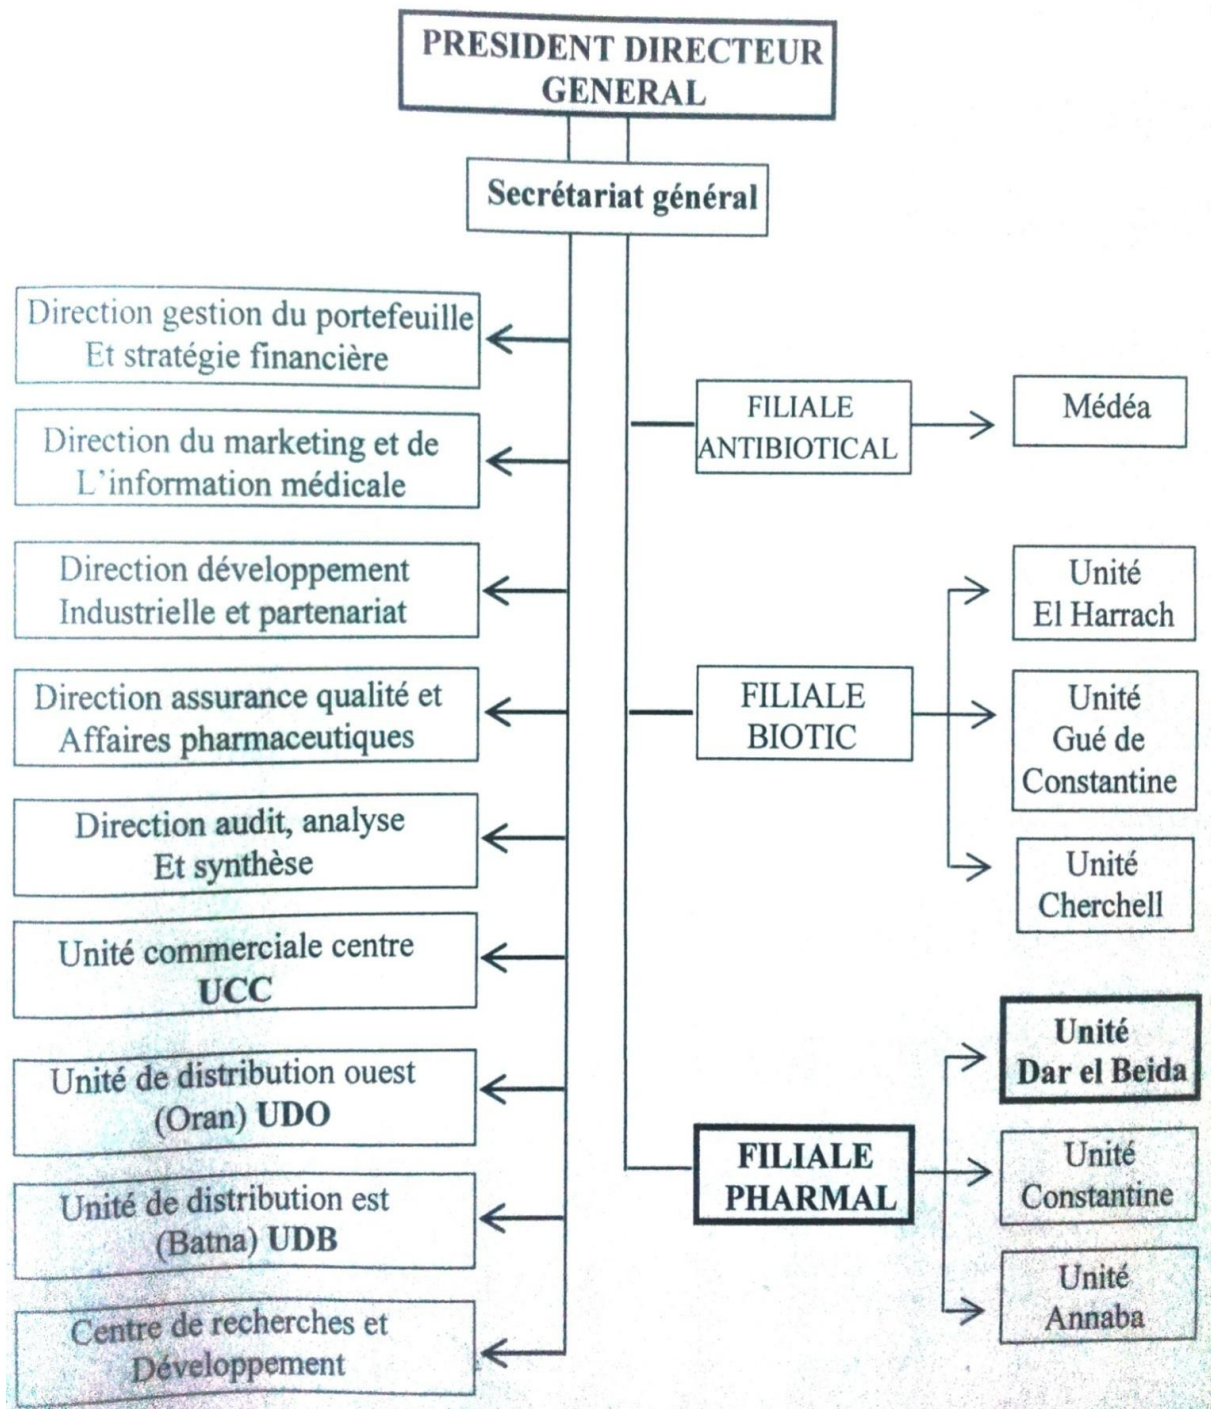 PRESIDENT DIRECTEUR
GENERAL
Secrétariat général
Direction gestion du portefeuille
Et stratégie financière
Direction du marketing et de
L'information médicale
Direction développement
Industrielle et partenariat
Direction assurance qualité et
Affaires pharmaceutiques
Direction audit, analyse
Et synthèse
Unité commerciale centre
UCC
Unité de distribution ouest
(Oran) UDO
Unité de distribution est
(Batna) UDB
Centre de recherches et
Développement
FILIALE
ANTIBIOTICAL
Médéa
FILIALE
BIOTIC
Unité
El Harrach
Unité
Gué de
Constantine
Unité
Cherchell
FILIALE
PHARMAL
Unité
Dar el Beida
Unité
Constantine
Unité
Annaba